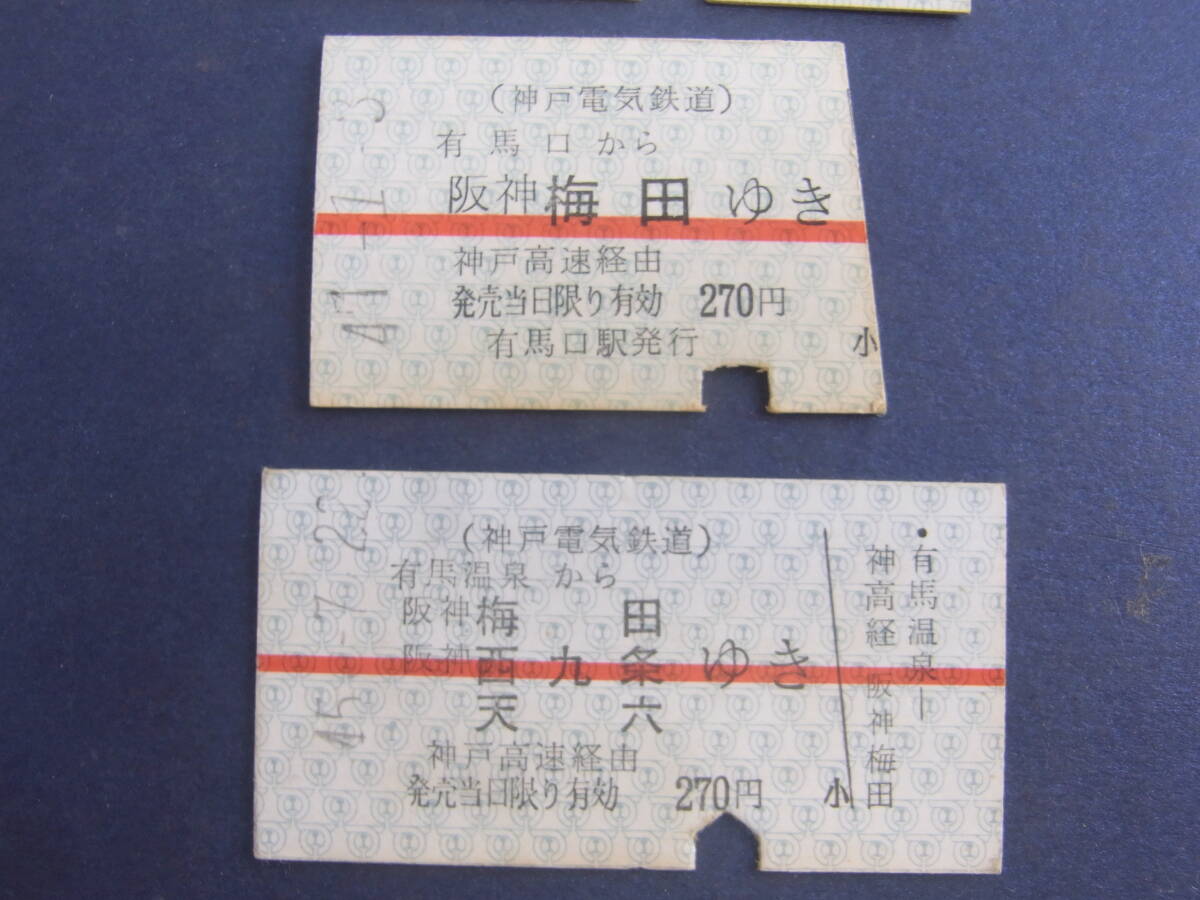 47-1-3
（神戸電気鉄道）
有馬口から
阪神梅田ゆき
神戸高速経由
発売当日限り有効 270円
有馬口駅発行 小
45-7-22
（神戸電気鉄道）
有馬温泉から
阪神梅田
阪神西九条ゆき
天六
神戸高速経由
発売当日限り有効 270円 小
・有馬温泉―
神高経 阪神梅田